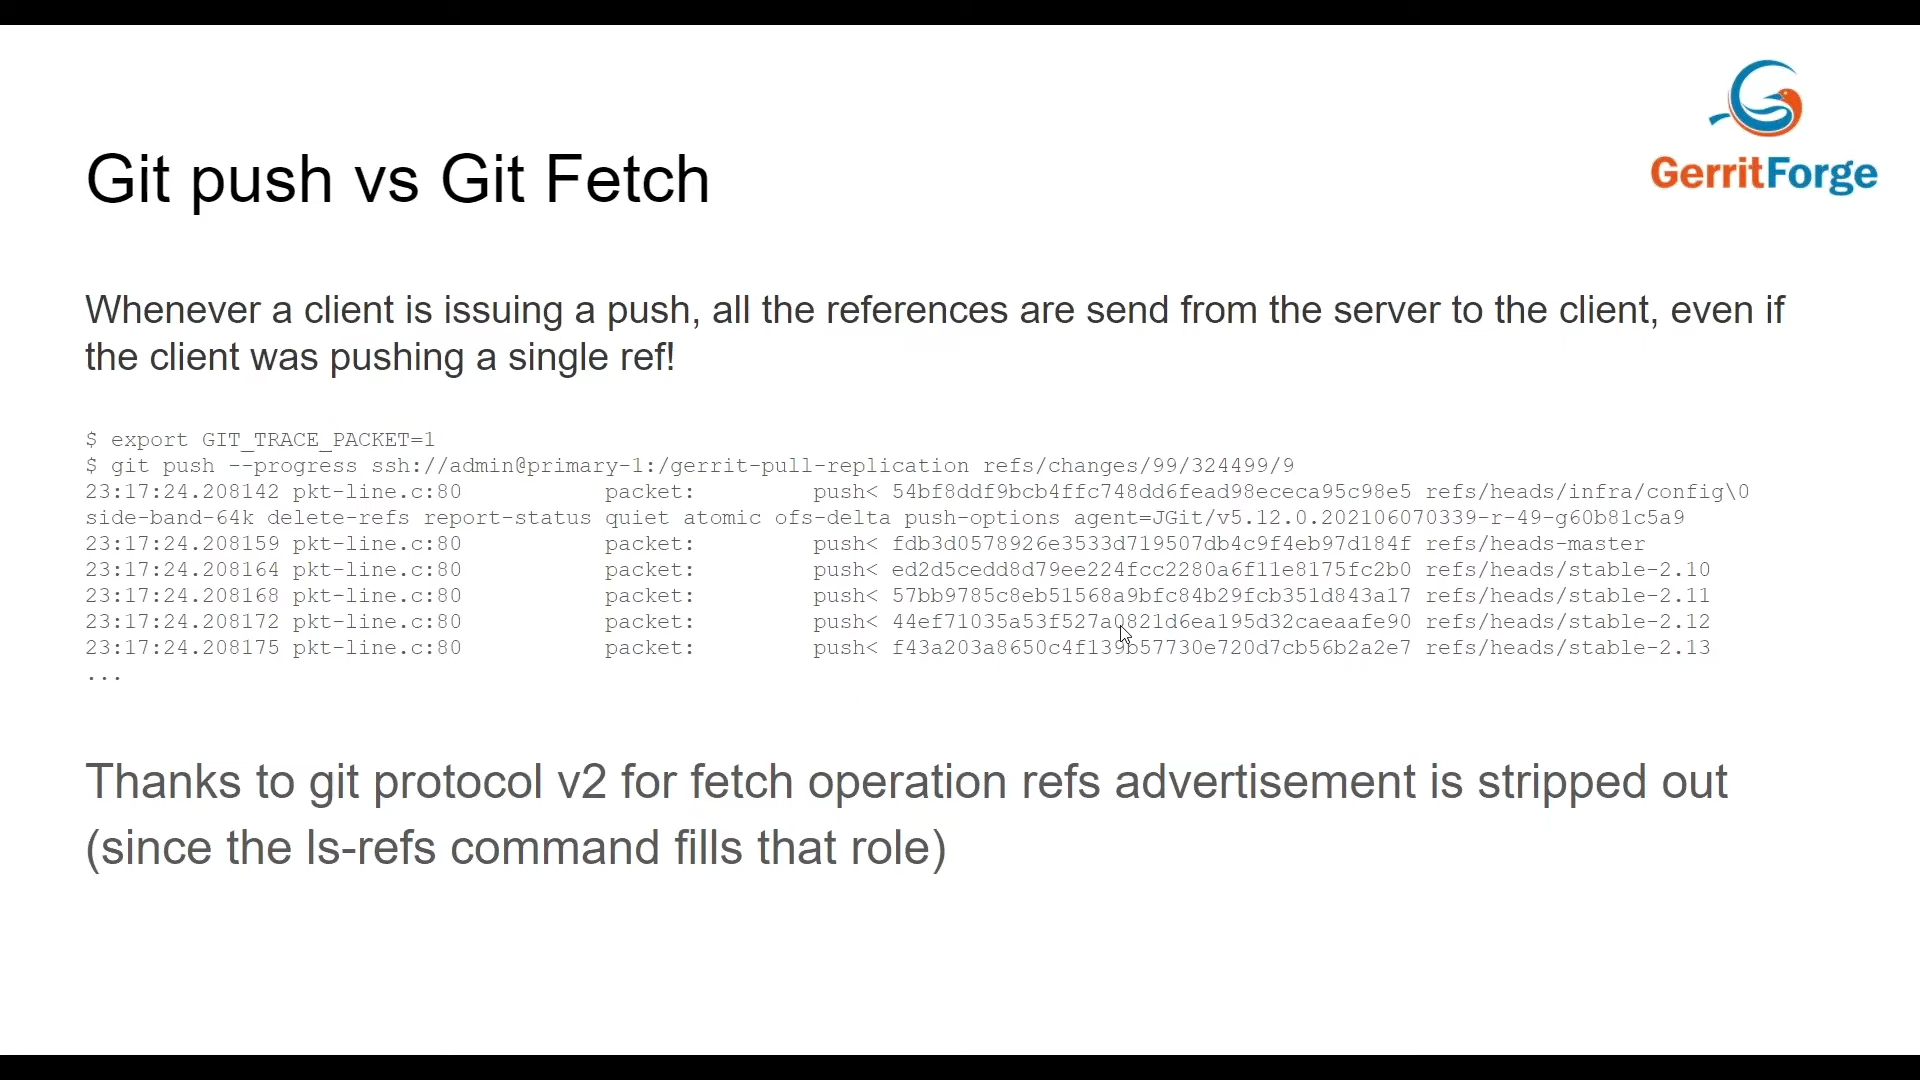 GerritForge
Git push vs Git Fetch
Whenever a client is issuing a push, all the references are send from the server to the client, even if
the client was pushing a single ref!
$ export GIT_TRACE_PACKET=1
$ git push --progress ssh://admin@primary-1:/gerrit-pull-replication refs/changes/99/324499/9
23:17:24.208142 pkt-line.c:80           packet:         push< 54bf8ddf9bcb4ffc748dd6fead98ececa95c98e5 refs/heads/infra/config\0
side-band-64k delete-refs report-status quiet atomic ofs-delta push-options agent=JGit/v5.12.0.202106070339-r-49-g60b81c5a9
23:17:24.208159 pkt-line.c:80           packet:         push< fdb3d0578926e3533d719507db4c9f4eb97d184f refs/heads-master
23:17:24.208164 pkt-line.c:80           packet:         push< ed2d5cedd8d79ee224fcc2280a6f11e8175fc2b0 refs/heads/stable-2.10
23:17:24.208168 pkt-line.c:80           packet:         push< 57bb9785c8eb51568a9bfc84b29fcb351d843a17 refs/heads/stable-2.11
23:17:24.208172 pkt-line.c:80           packet:         push< 44ef71035a53f527a0821d6ea195d32caeaafe90 refs/heads/stable-2.12
23:17:24.208175 pkt-line.c:80           packet:         push< f43a203a8650c4f139b57730e720d7cb56b2a2e7 refs/heads/stable-2.13
...
Thanks to git protocol v2 for fetch operation refs advertisement is stripped out
(since the ls-refs command fills that role)